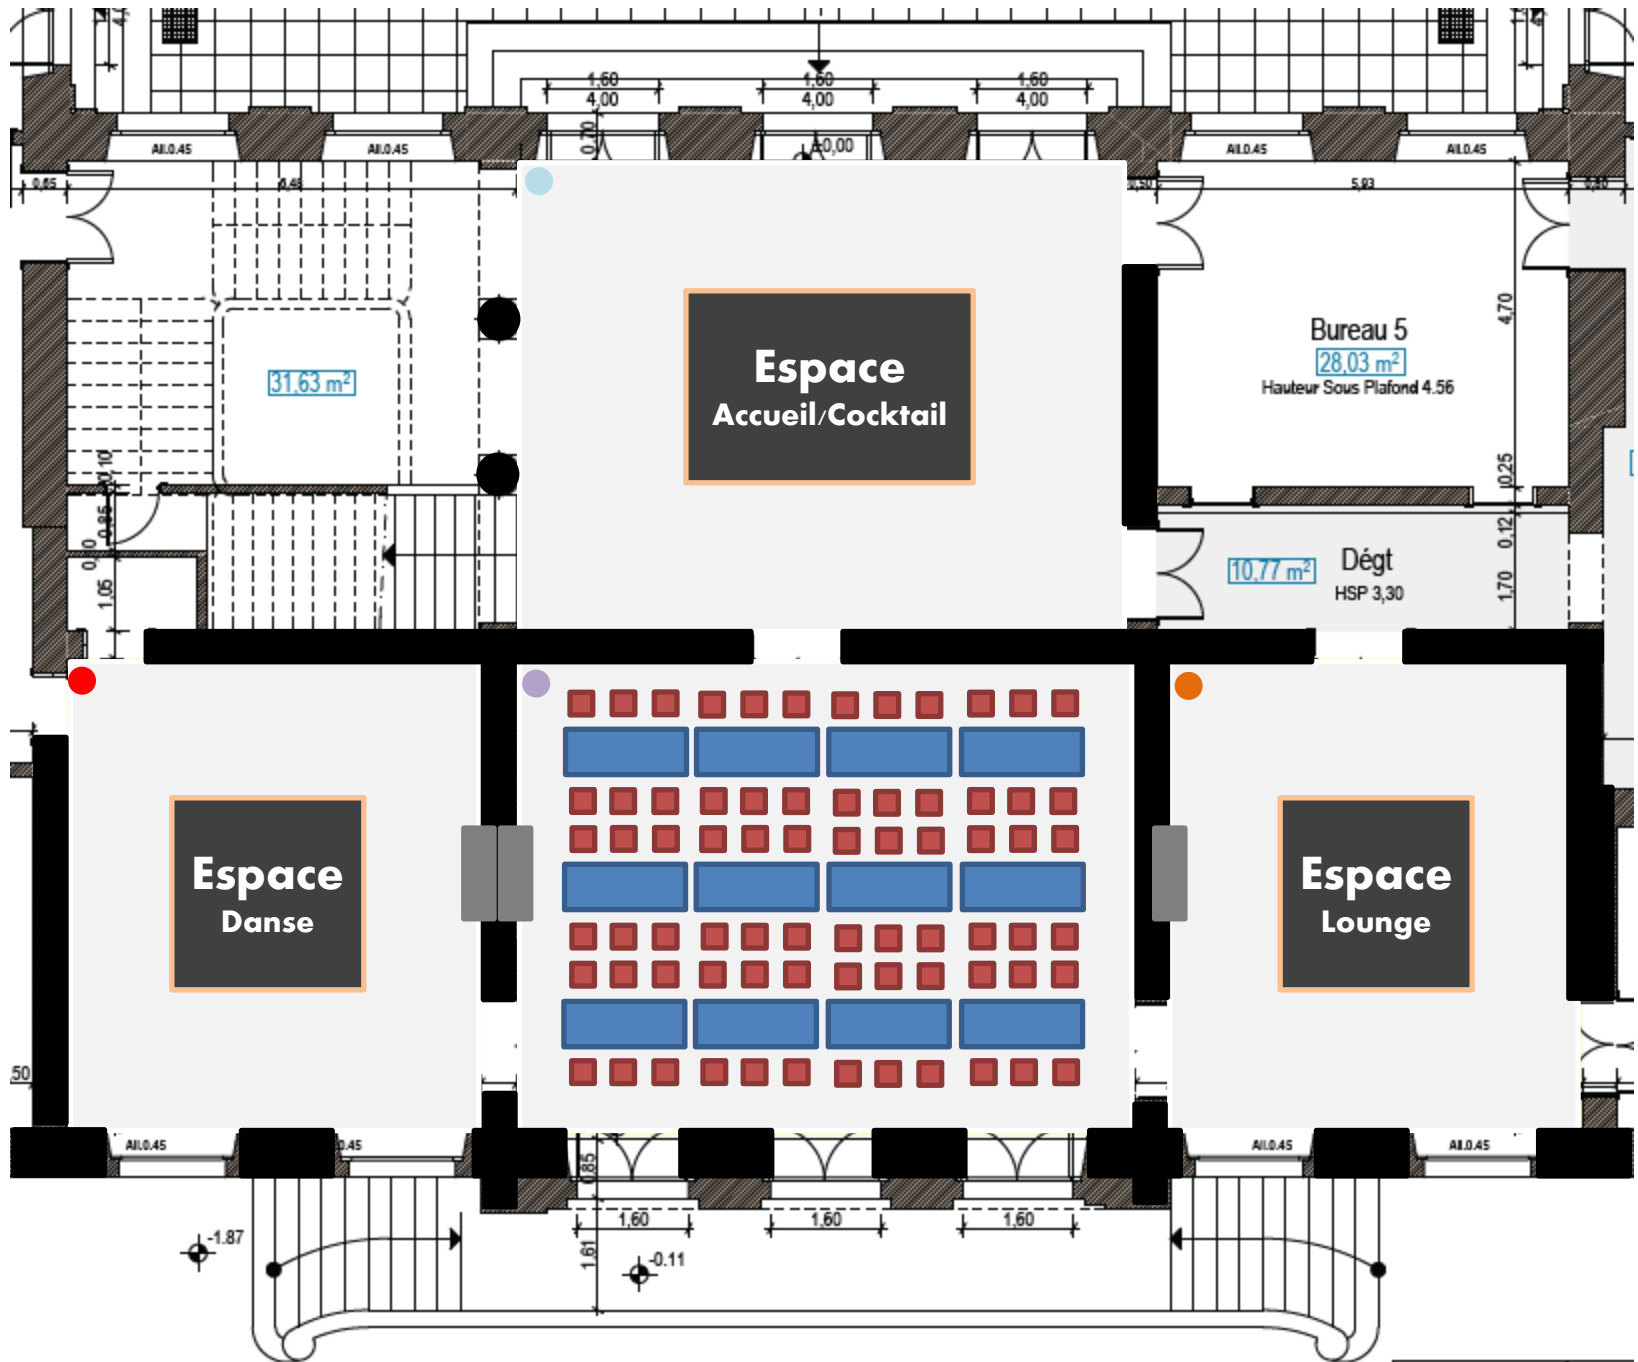 1,60
1,60
1,60
4,00
4,00
4,00
0,70
±0,00
All.0.45
All.0.45
All.0.45
All.0.45
5,93
Espace
Accueil/Cocktail
31,63 m²
Bureau 5
28,03 m²
Hauteur Sous Plafond 4.56
4,70
0,25
0,10
0,85
1,05
0,12
1,70
10,77 m²
Dégt
HSP 3,30
Espace
Danse
Espace
Lounge
.50
All.0.45
0.45
All.0.45
All.0.45
0,85
1,60
1,60
1,60
1,61
-1.87
-0.11